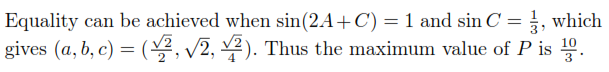 Equality can be achieved when sin(2A+C) = 1 and sin C = 1/3, which
gives (a, b, c) = (√2/2, √2, √2/4). Thus the maximum value of P is 10/3.